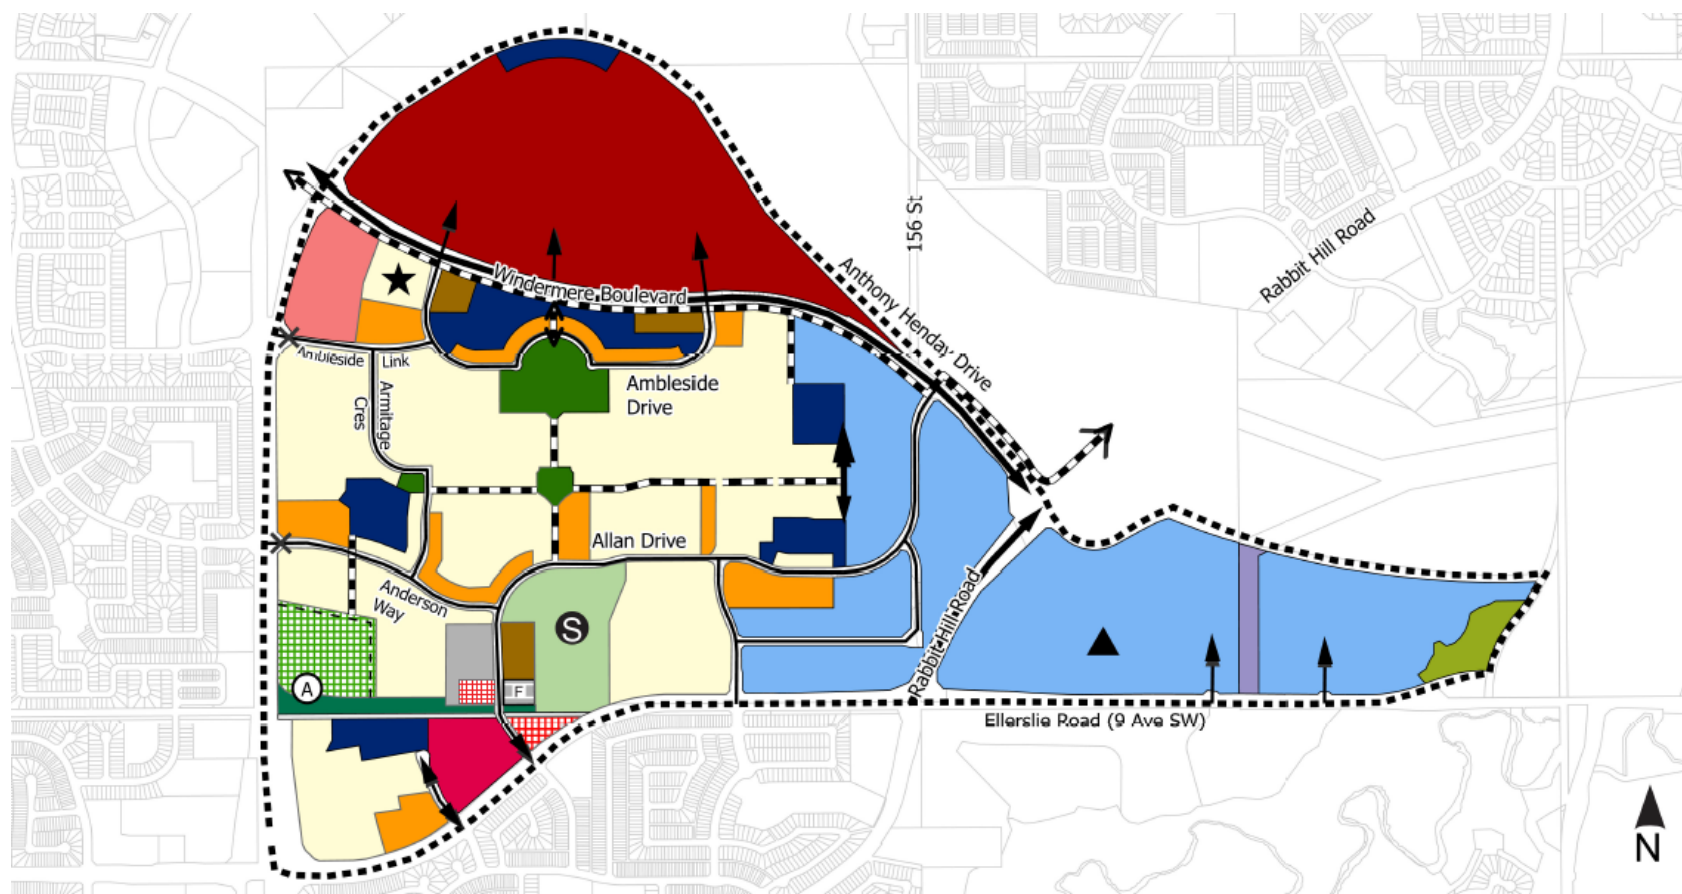 156 St
Rabbit Hill Road
Anthony Henday Drive
Windermere Boulevard
Ambleside Link
Armitage
Cres
Ambleside
Drive
Allan Drive
Anderson
Way
S
Rabbit Hill Road
A
F
Ellerslie Road (9 Ave SW)
N